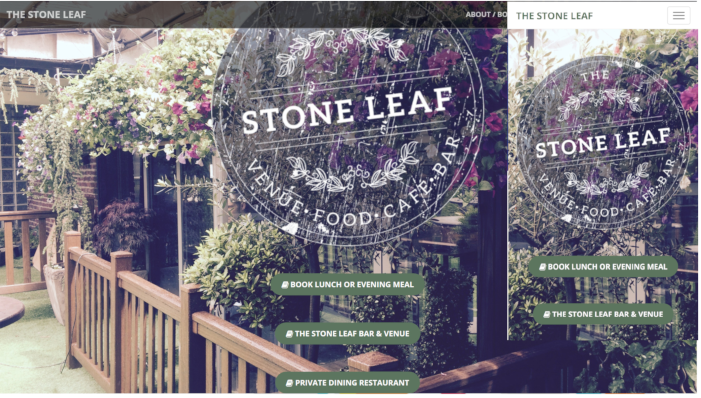 THE STONE LEAF
ABOUT / BO
THE
STONE LEAF
VENUE · FOOD · CAFÉ · BAR
BOOK LUNCH OR EVENING MEAL
THE STONE LEAF BAR & VENUE
PRIVATE DINING RESTAURANT
THE STONE LEAF
THE
STONE LEAF
VENUE · FOOD · CAFÉ · BAR
BOOK LUNCH OR EVENING MEAL
THE STONE LEAF BAR & VENUE